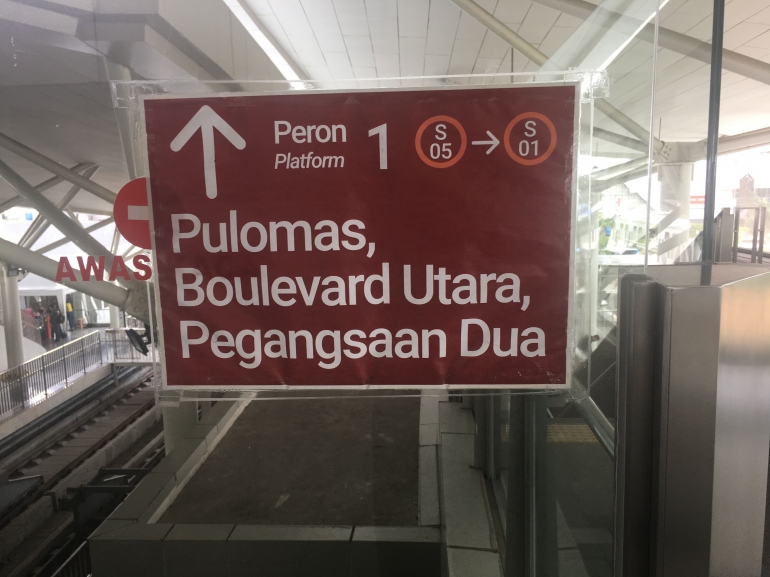 Peron
Platform
1
S
05
S
01
Pulomas,
Boulevard Utara,
Pegangsaan Dua
AWAS